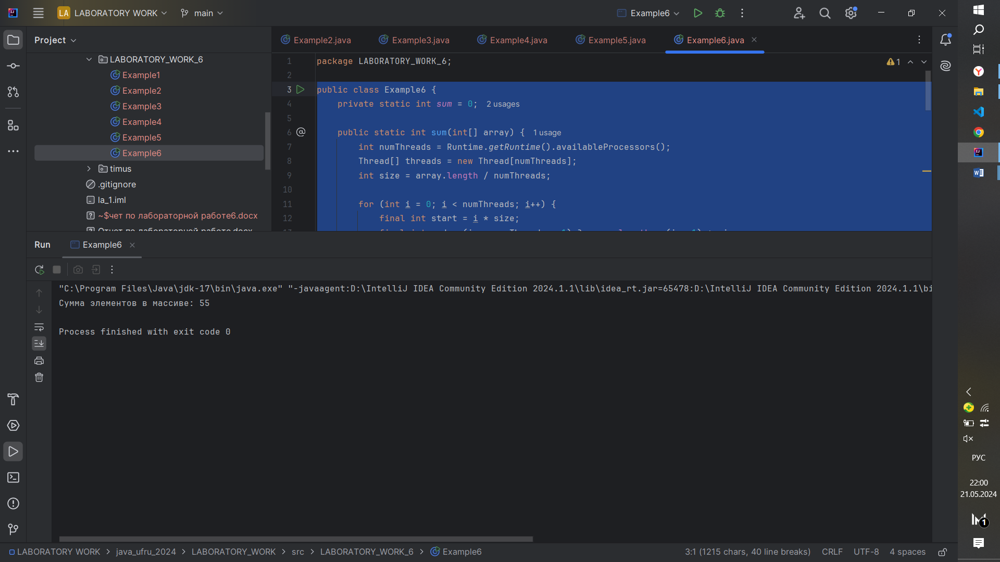 LA LABORATORY WORK main Example6
Project
Example2.java Example3.java Example4.java Example5.java Example6.java
LABORATORY_WORK_6
Example1
Example2
Example3
Example4
Example5
Example6
timus
.gitignore
la_1.iml
~$чет по лабораторной работе6.docx
Отчет по лабораторной работе.docx
1 package LABORATORY_WORK_6;
1
2
3 public class Example6 {
4 private static int sum = 0; 2 usages
5
6 public static int sum(int[] array) { 1 usage
7 int numThreads = Runtime.getRuntime().availableProcessors();
8 Thread[] threads = new Thread[numThreads];
9 int size = array.length / numThreads;
10
11 for (int i = 0; i < numThreads; i++) {
12 final int start = i * size;
Run Example6
"C:\Program Files\Java\jdk-17\bin\java.exe" "-javaagent:D:\IntelliJ IDEA Community Edition 2024.1.1\lib\idea_rt.jar=65478:D:\IntelliJ IDEA Community Edition 2024.1.1\bi
Сумма элементов в массиве: 55
Process finished with exit code 0
LABORATORY WORK > java_ufru_2024 > LABORATORY_WORK > src > LABORATORY_WORK_6 > Example6
3:1 (1215 chars, 40 line breaks) CRLF UTF-8 4 spaces
РУС
22:00
21.05.2024
1